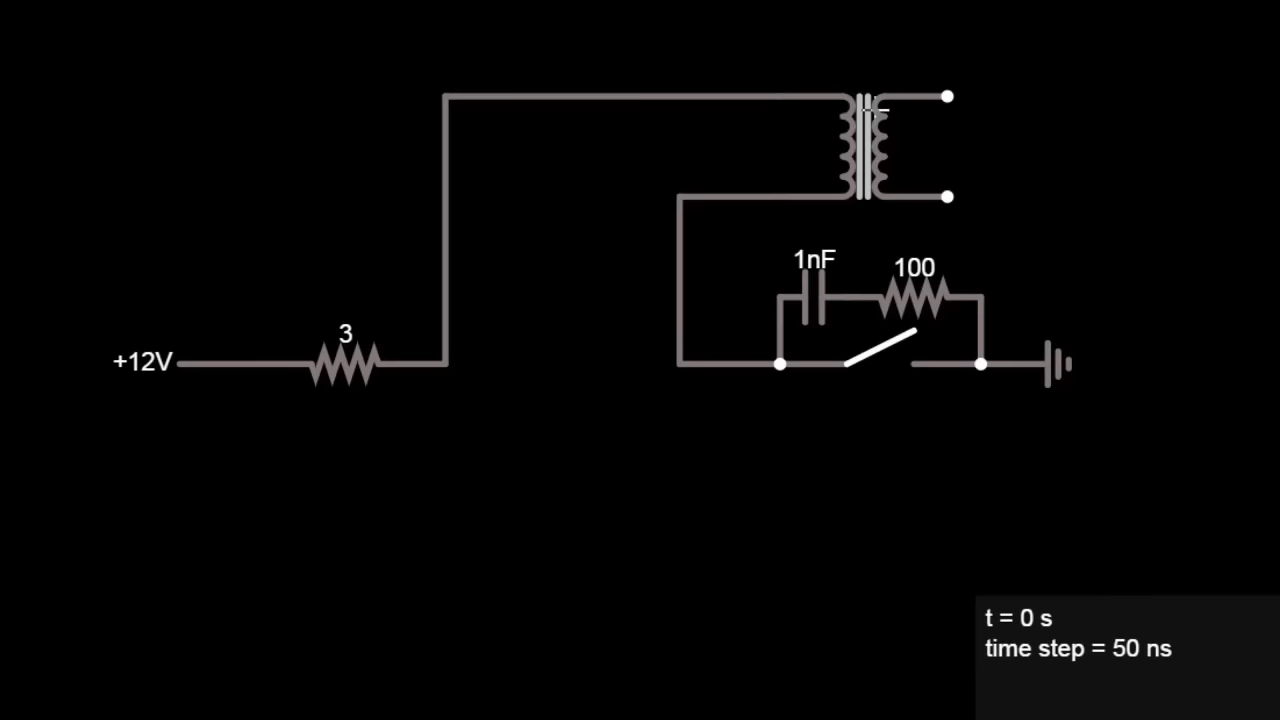 1nF
100
3
+12V
t = 0 s
time step = 50 ns